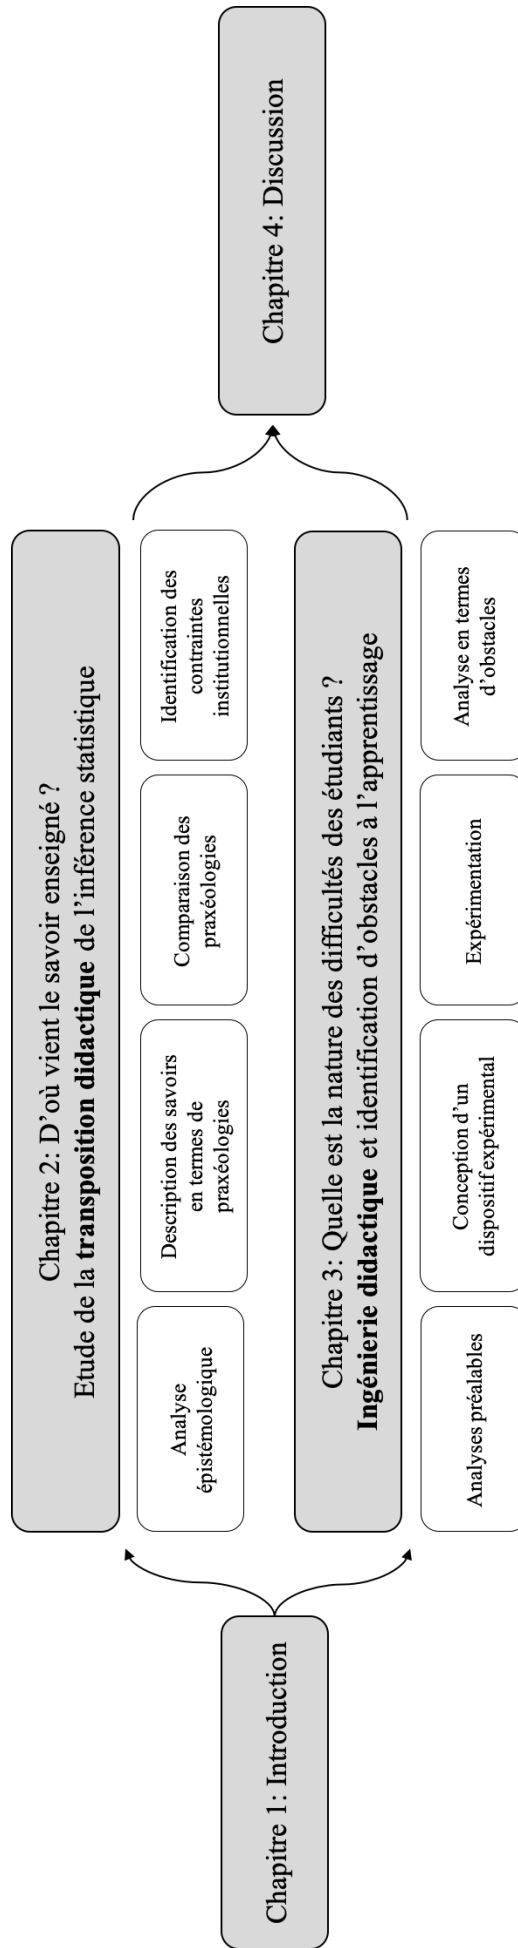 Chapitre 1: Introduction
Chapitre 2: D’où vient le savoir enseigné ?
Etude de la transposition didactique de l’inférence statistique
Analyse
épistémologique
Description des savoirs
en termes de
praxéologies
Comparaison des
praxéologies
Identification des
contraintes
institutionnelles
Chapitre 3: Quelle est la nature des difficultés des étudiants ?
Ingénierie didactique et identification d’obstacles à l’apprentissage
Analyses préalables
Conception d’un
dispositif expérimental
Expérimentation
Analyse en termes
d’obstacles
Chapitre 4: Discussion